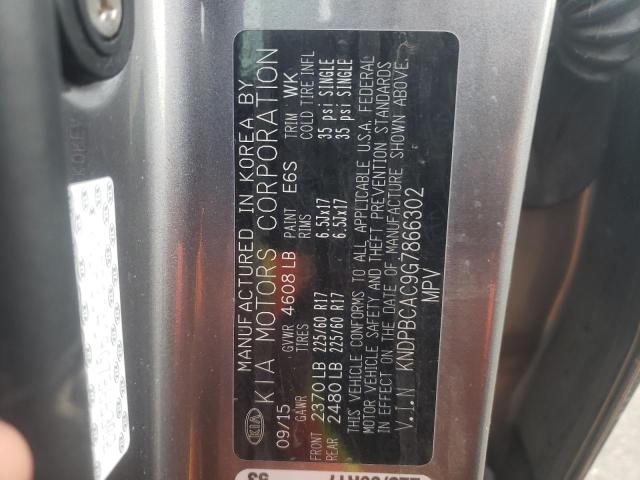 MANUFACTURED IN KOREA BY
KIA MOTORS CORPORATION
KIA
09/15 GVWR 4608 LB PAINT E6S TRIM WK
GAWR TIRES RIMS COLD TIRE INFL
FRONT 2370 LB 225/60 R17 6.5Jx17 35 psi SINGLE
REAR 2480 LB 225/60 R17 6.5Jx17 35 psi SINGLE
THIS VEHICLE CONFORMS TO ALL APPLICABLE U.S.A. FEDERAL
MOTOR VEHICLE SAFETY AND THEFT PREVENTION STANDARDS
IN EFFECT ON THE DATE OF MANUFACTURE SHOWN ABOVE.
V.I.N KNDPBCAC9G7866302
MPV